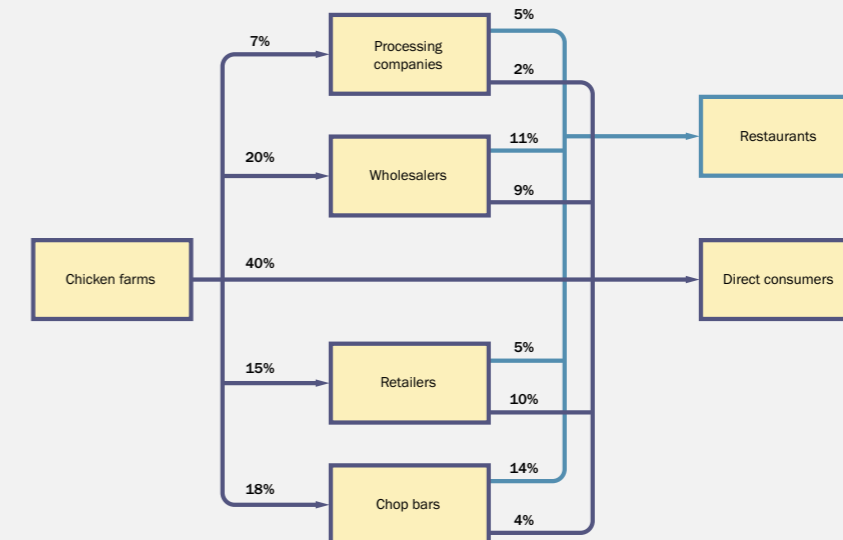 5%
7%
Processing
companies
2%
11%
Restaurants
20%
Wholesalers
9%
40%
Chicken farms
Direct consumers
5%
15%
Retailers
10%
14%
18%
Chop bars
4%